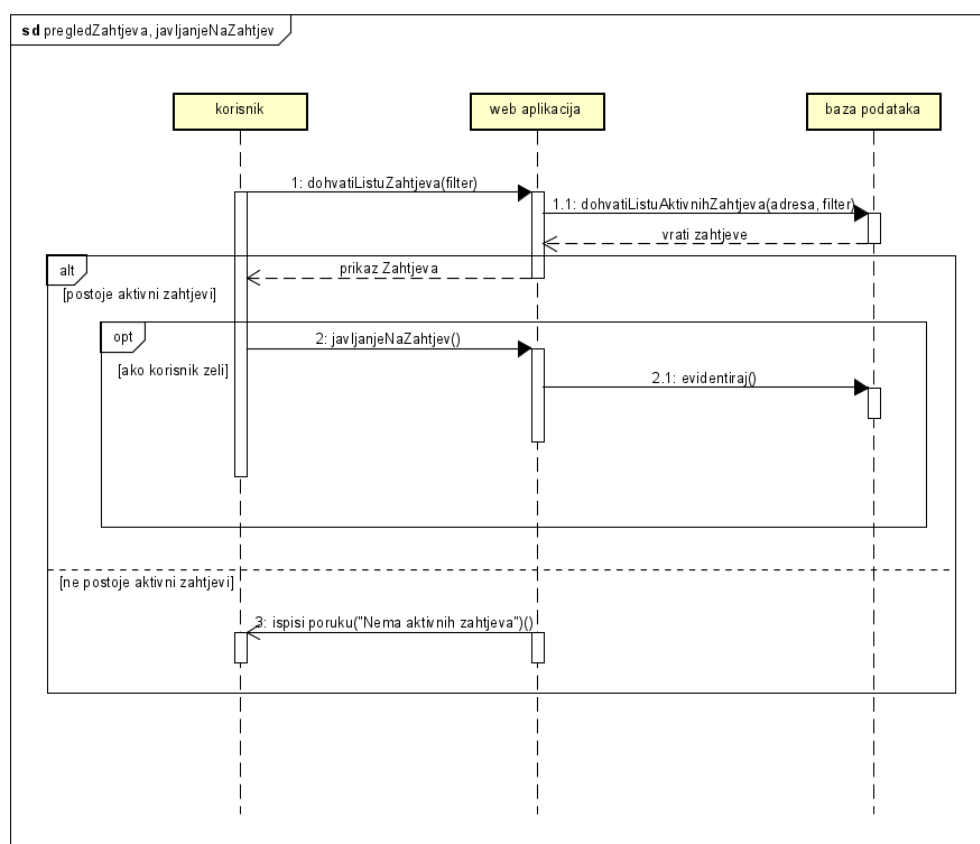 sd pregledZahtjeva, javljanjeNaZahtjev
korisnik
web aplikacija
baza podataka
1: dohvatiListuZahtjeva(filter)
1.1: dohvatiListuAktivnihZahtjeva(adresa, filter)
vrati zahtjeve
alt
prikaz Zahtjeva
[postoje aktivni zahtjevi]
opt
2: javljanjeNaZahtjev()
[ako korisnik zeli]
2.1: evidentiraj()
[ne postoje aktivni zahtjevi]
3: ispisi poruku("Nema aktivnih zahtjeva")()